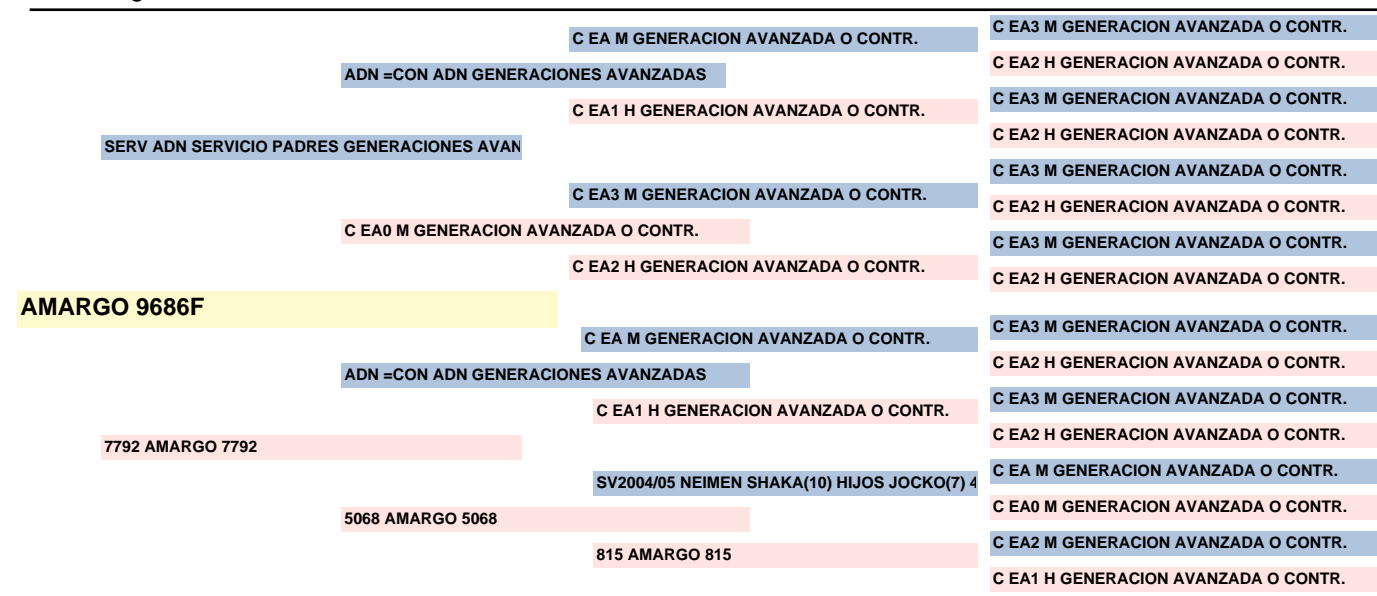 C EA3 M GENERACION AVANZADA O CONTR.
C EA M GENERACION AVANZADA O CONTR.
C EA2 H GENERACION AVANZADA O CONTR.
ADN =CON ADN GENERACIONES AVANZADAS
C EA3 M GENERACION AVANZADA O CONTR.
C EA1 H GENERACION AVANZADA O CONTR.
C EA2 H GENERACION AVANZADA O CONTR.
SERV ADN SERVICIO PADRES GENERACIONES AVAN
C EA3 M GENERACION AVANZADA O CONTR.
C EA3 M GENERACION AVANZADA O CONTR.
C EA2 H GENERACION AVANZADA O CONTR.
C EA0 M GENERACION AVANZADA O CONTR.
C EA3 M GENERACION AVANZADA O CONTR.
C EA2 H GENERACION AVANZADA O CONTR.
C EA2 H GENERACION AVANZADA O CONTR.
AMARGO 9686F
C EA3 M GENERACION AVANZADA O CONTR.
C EA M GENERACION AVANZADA O CONTR.
C EA2 H GENERACION AVANZADA O CONTR.
ADN =CON ADN GENERACIONES AVANZADAS
C EA3 M GENERACION AVANZADA O CONTR.
C EA1 H GENERACION AVANZADA O CONTR.
C EA2 H GENERACION AVANZADA O CONTR.
7792 AMARGO 7792
C EA M GENERACION AVANZADA O CONTR.
SV2004/05 NEIMEN SHAKA(10) HIJOS JOCKO(7) 4
C EA0 M GENERACION AVANZADA O CONTR.
5068 AMARGO 5068
C EA2 M GENERACION AVANZADA O CONTR.
815 AMARGO 815
C EA1 H GENERACION AVANZADA O CONTR.